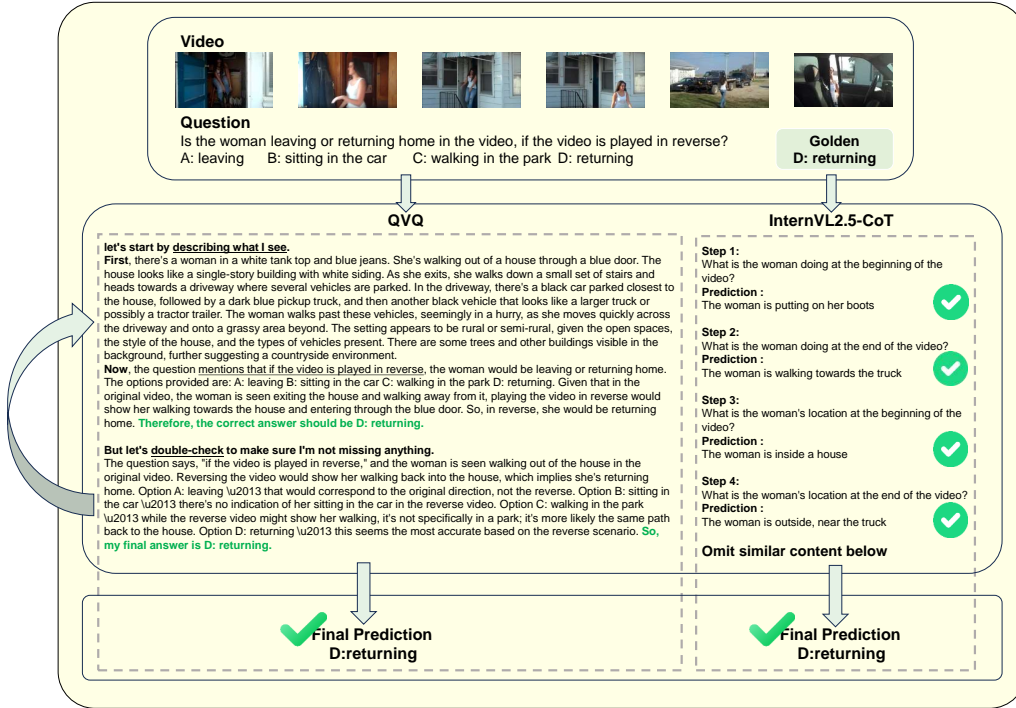 Video
Question
Is the woman leaving or returning home in the video, if the video is played in reverse?
A: leaving B: sitting in the car C: walking in the park D: returning
Golden
D: returning
QVQ
let's start by describing what I see.
First, there's a woman in a white tank top and blue jeans. She's walking out of a house through a blue door. The
house looks like a single-story building with white siding. As she exits, she walks down a small set of stairs and
heads towards a driveway where several vehicles are parked. In the driveway, there's a black car parked closest to
the house, followed by a dark blue pickup truck, and then another black vehicle that looks like a larger truck or
possibly a tractor trailer. The woman walks past these vehicles, seemingly in a hurry, as she moves quickly across
the driveway and onto a grassy area beyond. The setting appears to be rural or semi-rural, given the open spaces,
the style of the house, and the types of vehicles present. There are some trees and other buildings visible in the
background, further suggesting a countryside environment.
Now, the question mentions that if the video is played in reverse, the woman would be leaving or returning home.
The options provided are: A: leaving B: sitting in the car C: walking in the park D: returning. Given that in the
original video, the woman is seen exiting the house and walking away from it, playing the video in reverse would
show her walking towards the house and entering through the blue door. So, in reverse, she would be returning
home. Therefore, the correct answer should be D: returning.
But let's double-check to make sure I'm not missing anything.
The question says, "if the video is played in reverse," and the woman is seen walking out of the house in the
original video. Reversing the video would show her walking back into the house, which implies she's returning
home. Option A: leaving \u2013 that would correspond to the original direction, not the reverse. Option B: sitting in
the car \u2013 there's no indication of her sitting in the car in the reverse video. Option C: walking in the park
\u2013 while the reverse video might show her walking, it's not specifically in a park; it's more likely the same path
back to the house. Option D: returning \u2013 this seems the most accurate based on the reverse scenario. So,
my final answer is D: returning.
InternVL2.5-CoT
Step 1:
What is the woman doing at the beginning of the
video?
Prediction :
The woman is putting on her boots
Step 2:
What is the woman doing at the end of the video?
Prediction :
The woman is walking towards the truck
Step 3:
What is the woman's location at the beginning of the
video?
Prediction :
The woman is inside a house
Step 4:
What is the woman's location at the end of the video?
Prediction :
The woman is outside, near the truck
Omit similar content below
Final Prediction
D:returning
Final Prediction
D:returning